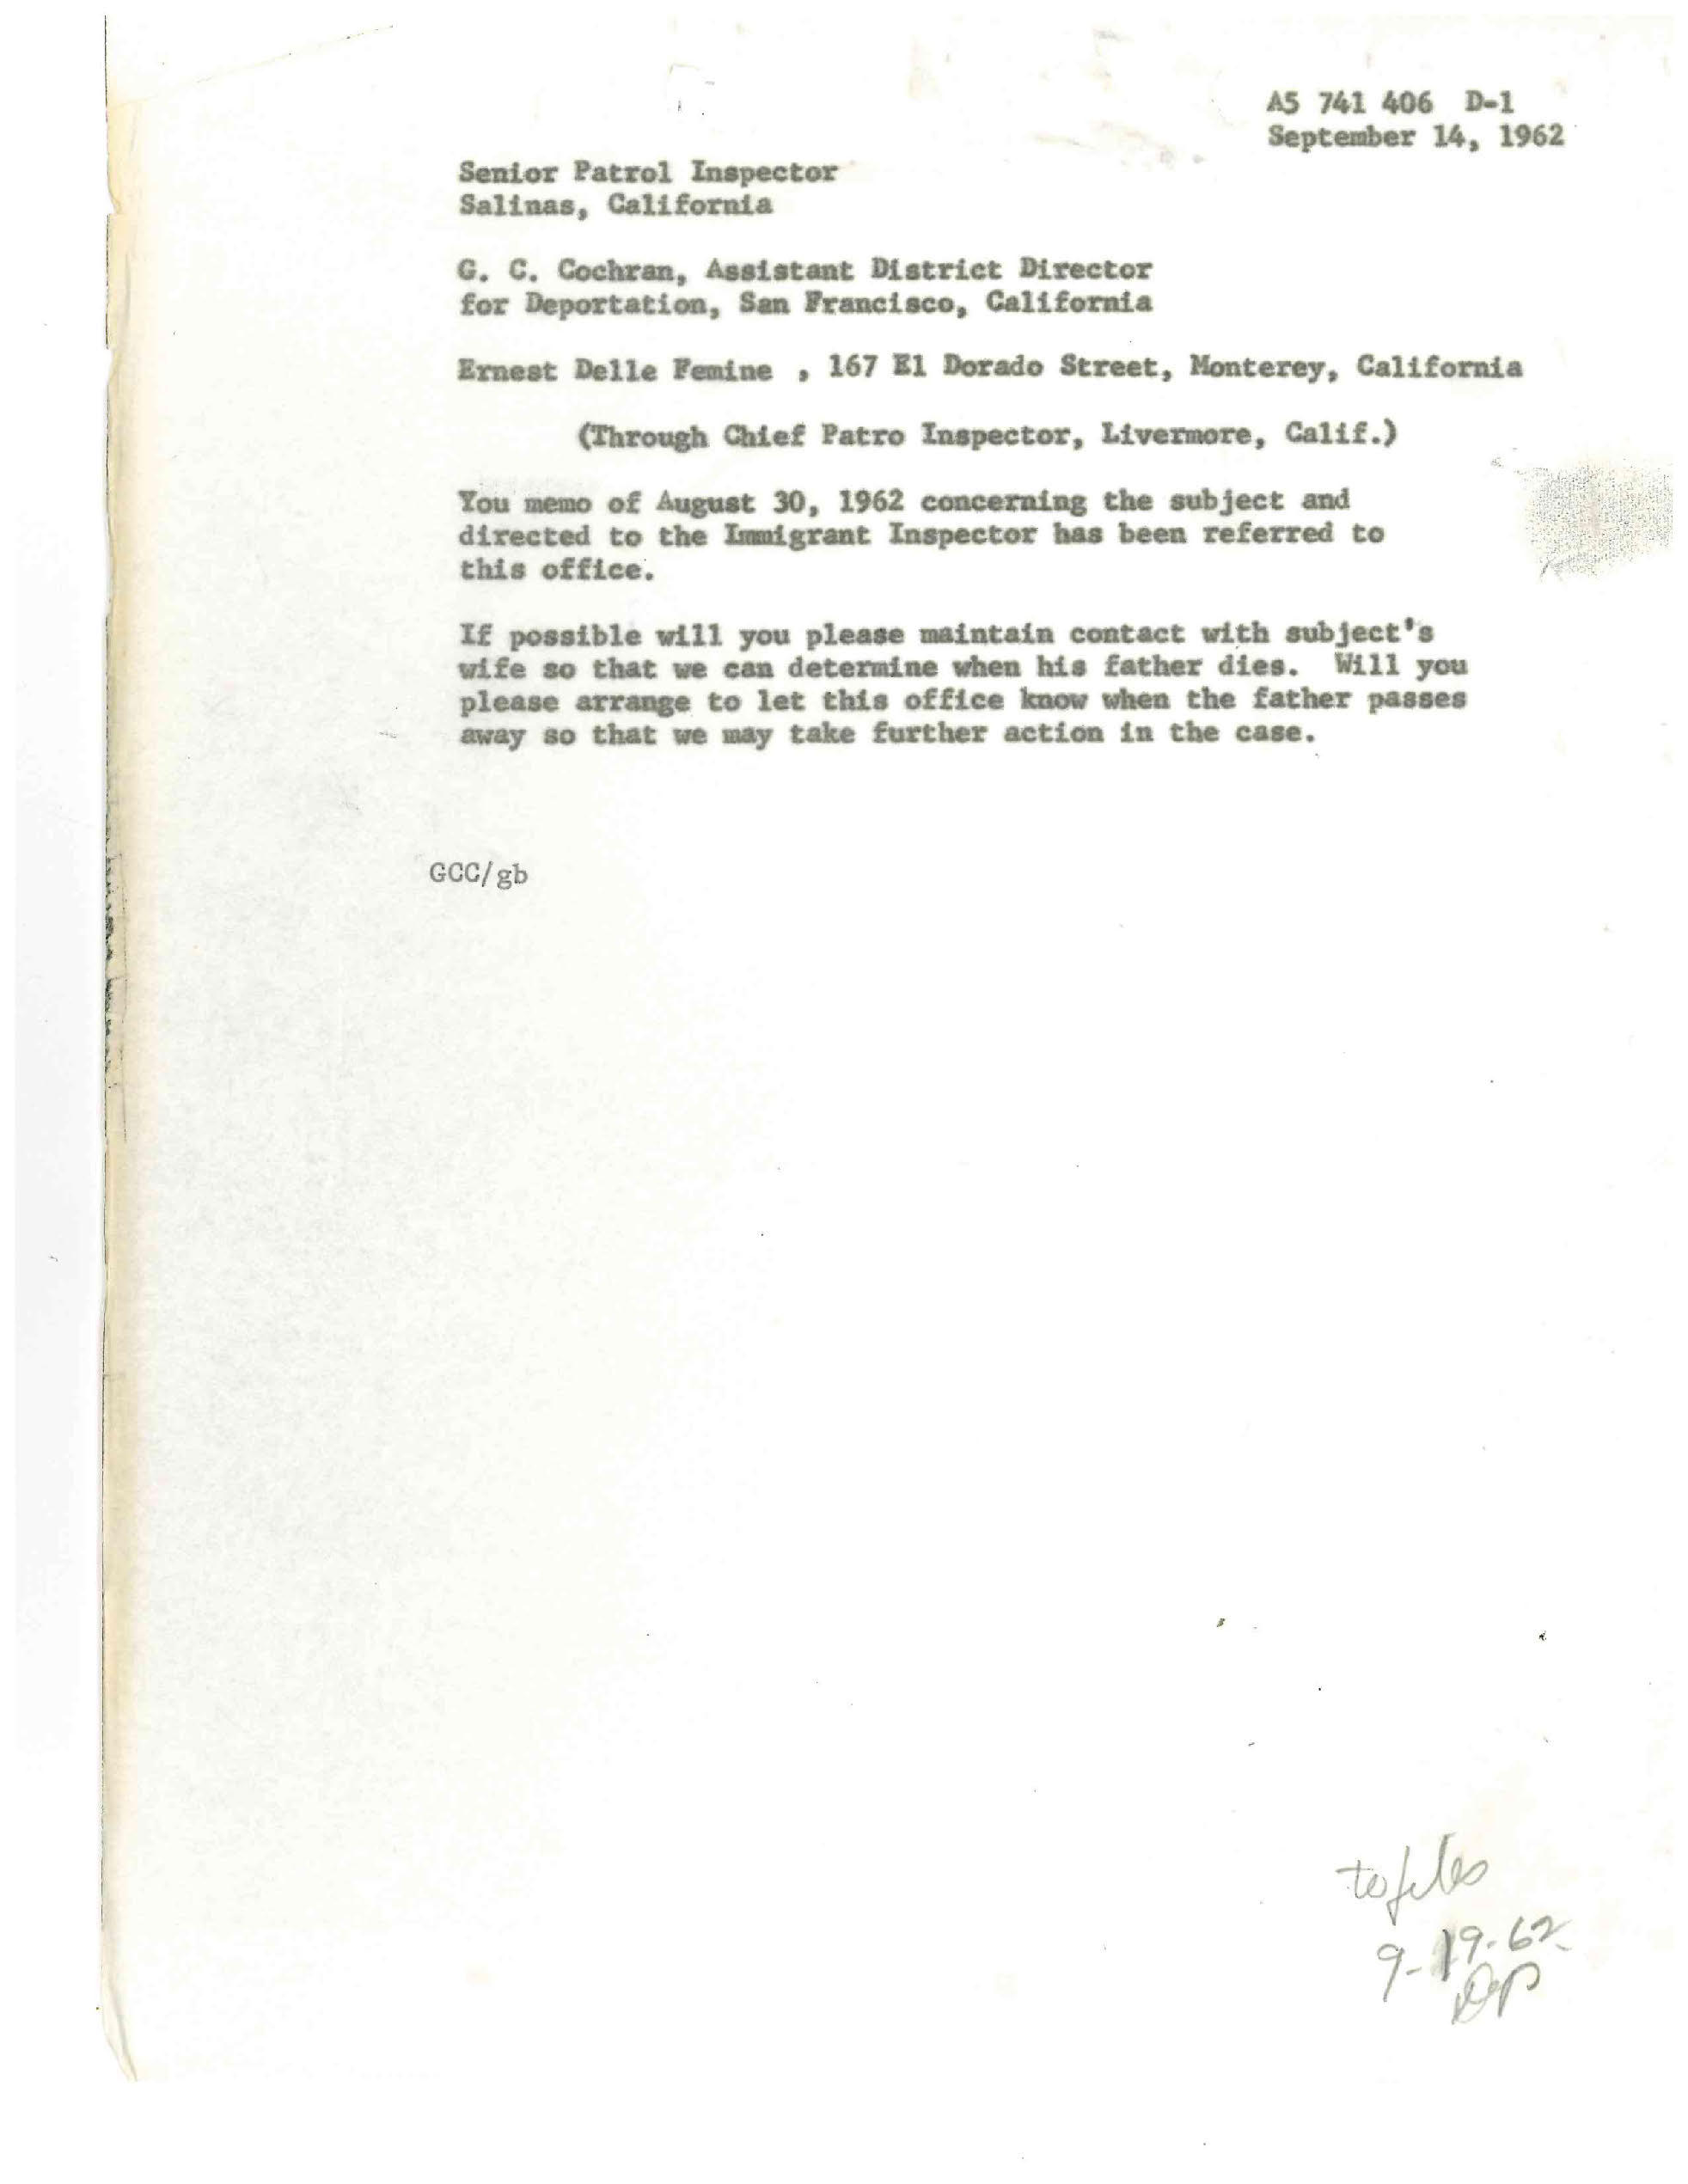 A5 741 406 D-1
September 14, 1962
Senior Patrol Inspector
Salinas, California
G. C. Cochran, Assistant District Director
for Deportation, San Francisco, California
Ernest Delle Femine , 167 El Dorado Street, Monterey, California
(Through Chief Patro Inspector, Livermore, Calif.)
You memo of August 30, 1962 concerning the subject and
directed to the Immigrant Inspector has been referred to
this office.
If possible will you please maintain contact with subject's
wife so that we can determine when his father dies. Will you
please arrange to let this office know when the father passes
away so that we may take further action in the case.
GCC/gb
to files
9-19-62